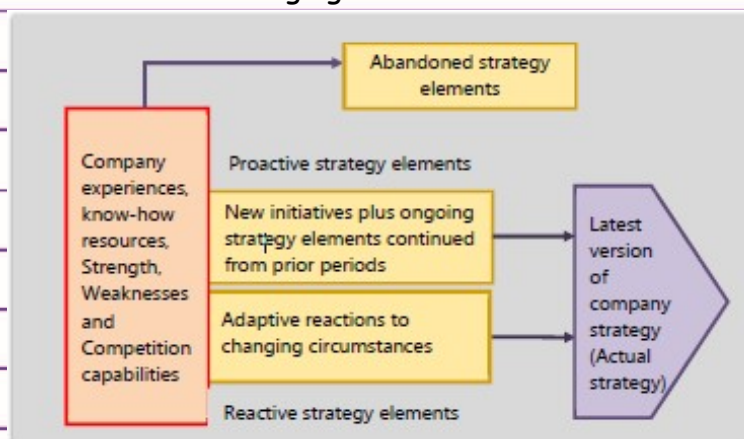 Abandoned strategy
elements
Company
experiences,
know-how
resources,
Strength,
Weaknesses
and
Competition
capabilities
Proactive strategy elements
New initiatives plus ongoing
strategy elements continued
from prior periods
Adaptive reactions to
changing circumstances
Reactive strategy elements
Latest
version
of
company
strategy
(Actual
strategy)